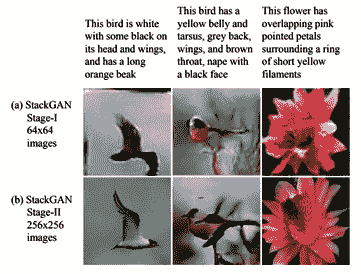 This bird is white
with some black on
its head and wings,
and has a long
orange beak
This bird has a
yellow belly and
tarsus, grey back,
wings, and brown
throat, nape with
a black face
This flower has
overlapping pink
pointed petals
surrounding a ring
of short yellow
filaments
(a) StackGAN
Stage-I
64x64
images
(b) StackGAN
Stage-II
256x256
images